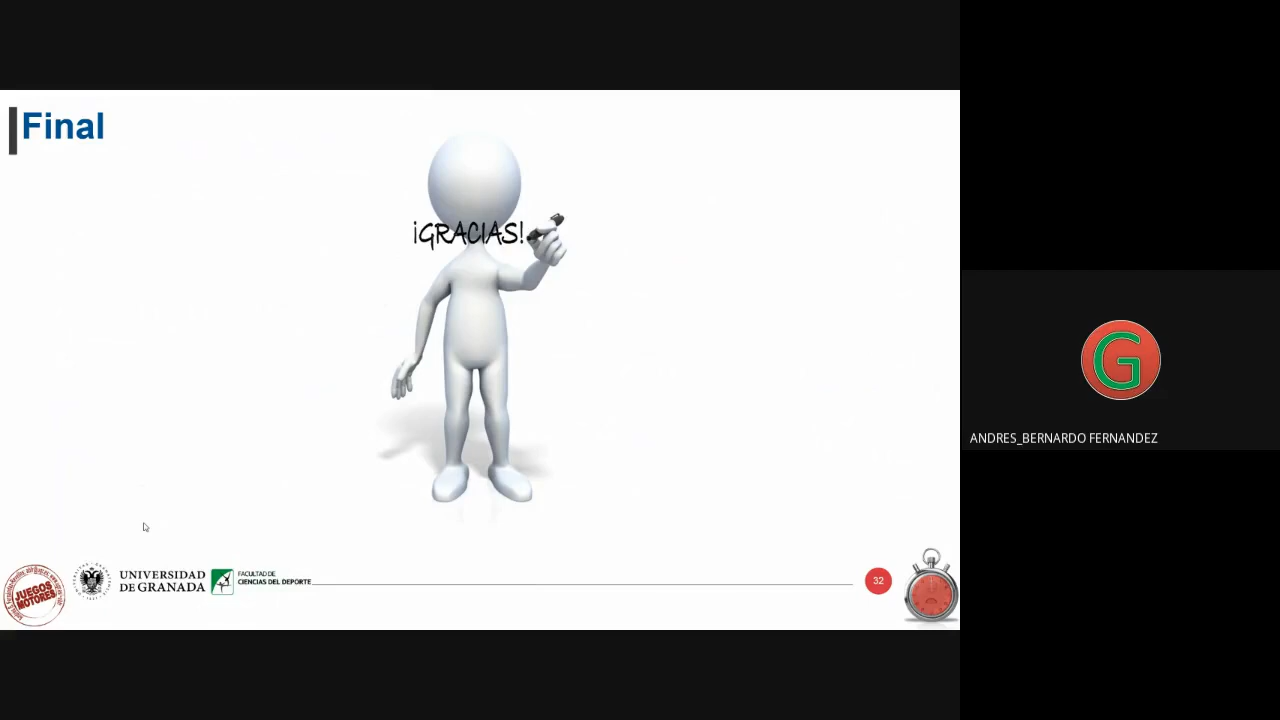 Final
¡GRACIAS!
G
ANDRES_BERNARDO FERNANDEZ
JUEGOS
MOTORES
UNIVERSIDAD
DE GRANADA
FACULTAD DE
CIENCIAS DEL DEPORTE
32